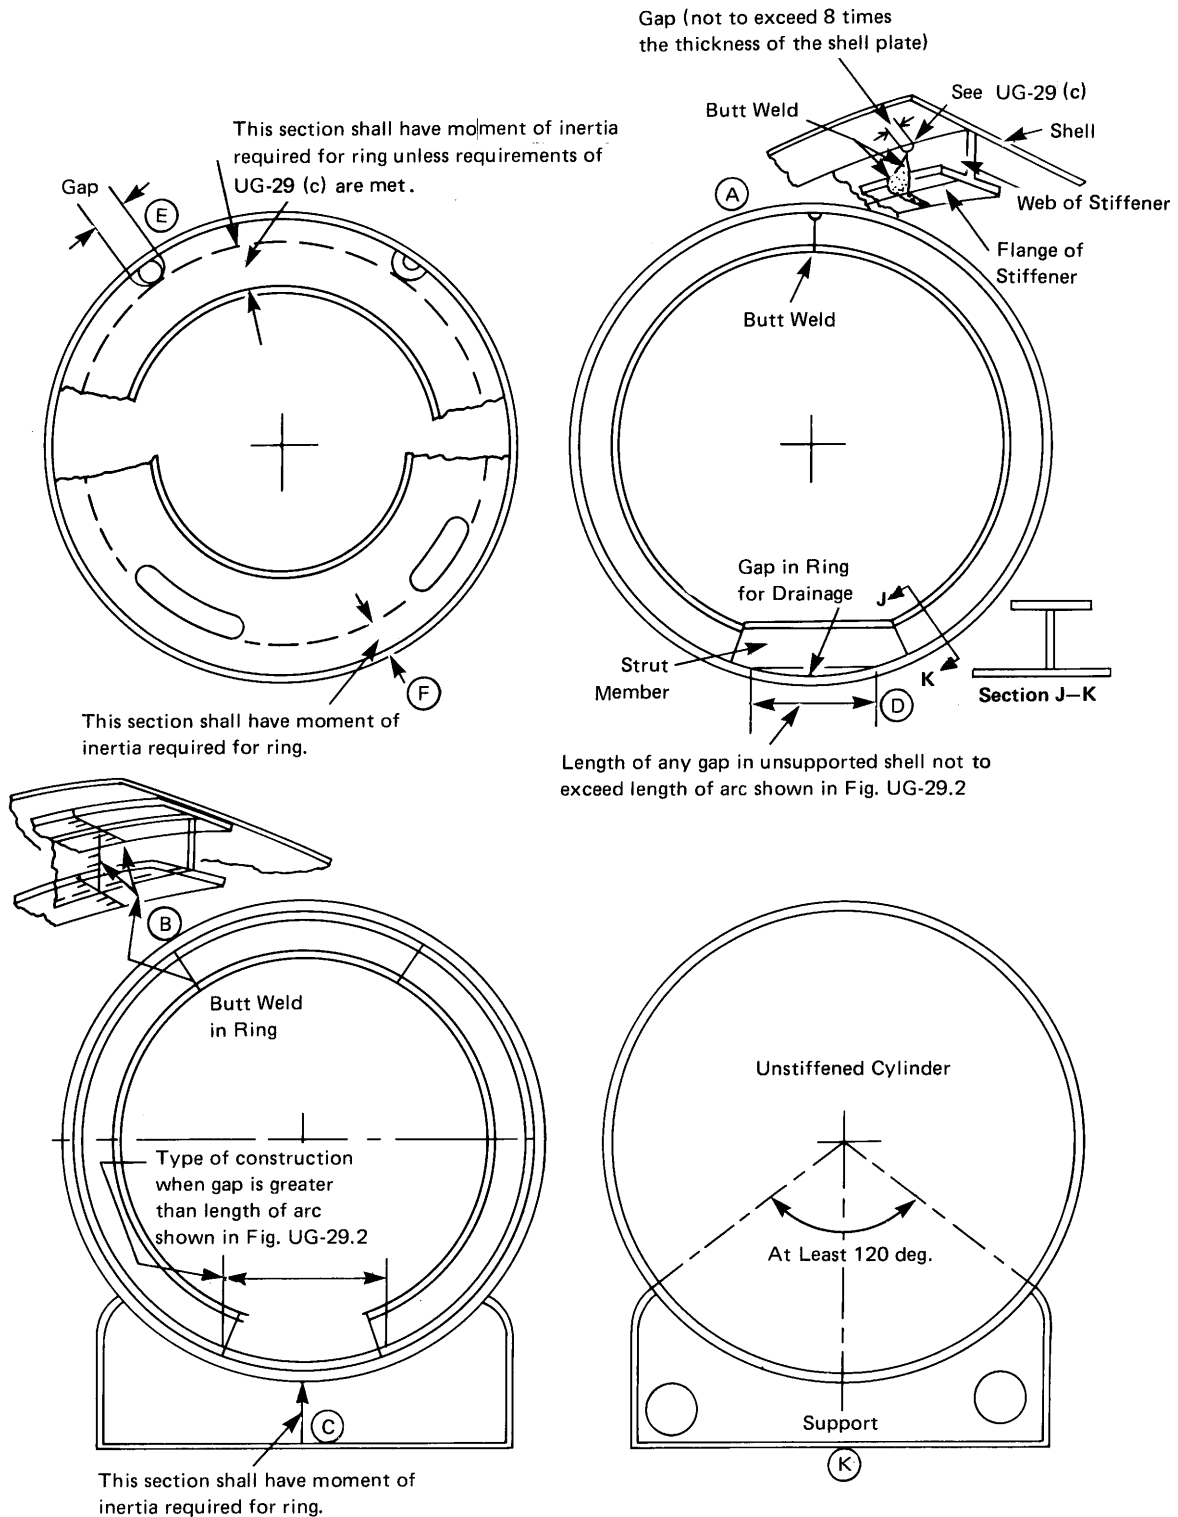 Gap (not to exceed 8 times
the thickness of the shell plate)
See UG-29 (c)
Butt Weld
Shell
This section shall have moment of inertia
required for ring unless requirements of
UG-29 (c) are met.
Gap
E
A
Web of Stiffener
Flange of
Stiffener
Butt Weld
Gap in Ring
for Drainage
J
Strut
Member
K
Section J—K
D
F
This section shall have moment of
inertia required for ring.
Length of any gap in unsupported shell not to
exceed length of arc shown in Fig. UG-29.2
B
Butt Weld
in Ring
Unstiffened Cylinder
Type of construction
when gap is greater
than length of arc
shown in Fig. UG-29.2
At Least 120 deg.
C
Support
K
This section shall have moment of
inertia required for ring.